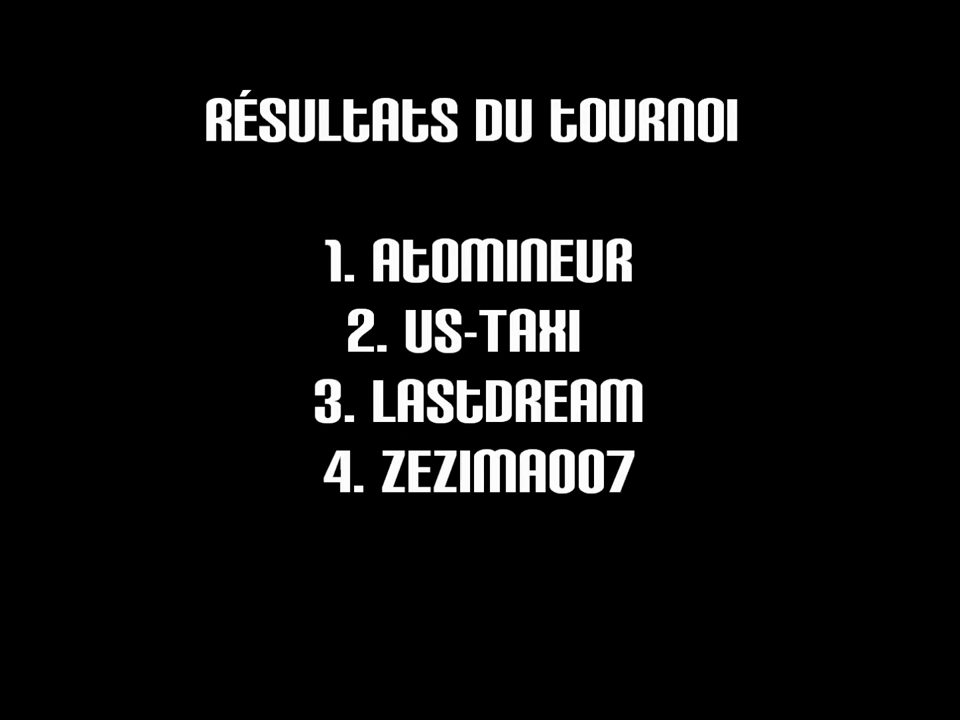 RÉSULtAtS DU tOURNOI
1. AtOMINEUR
2. US-TAXI
3. LAStDREAM
4. ZEZIMA007